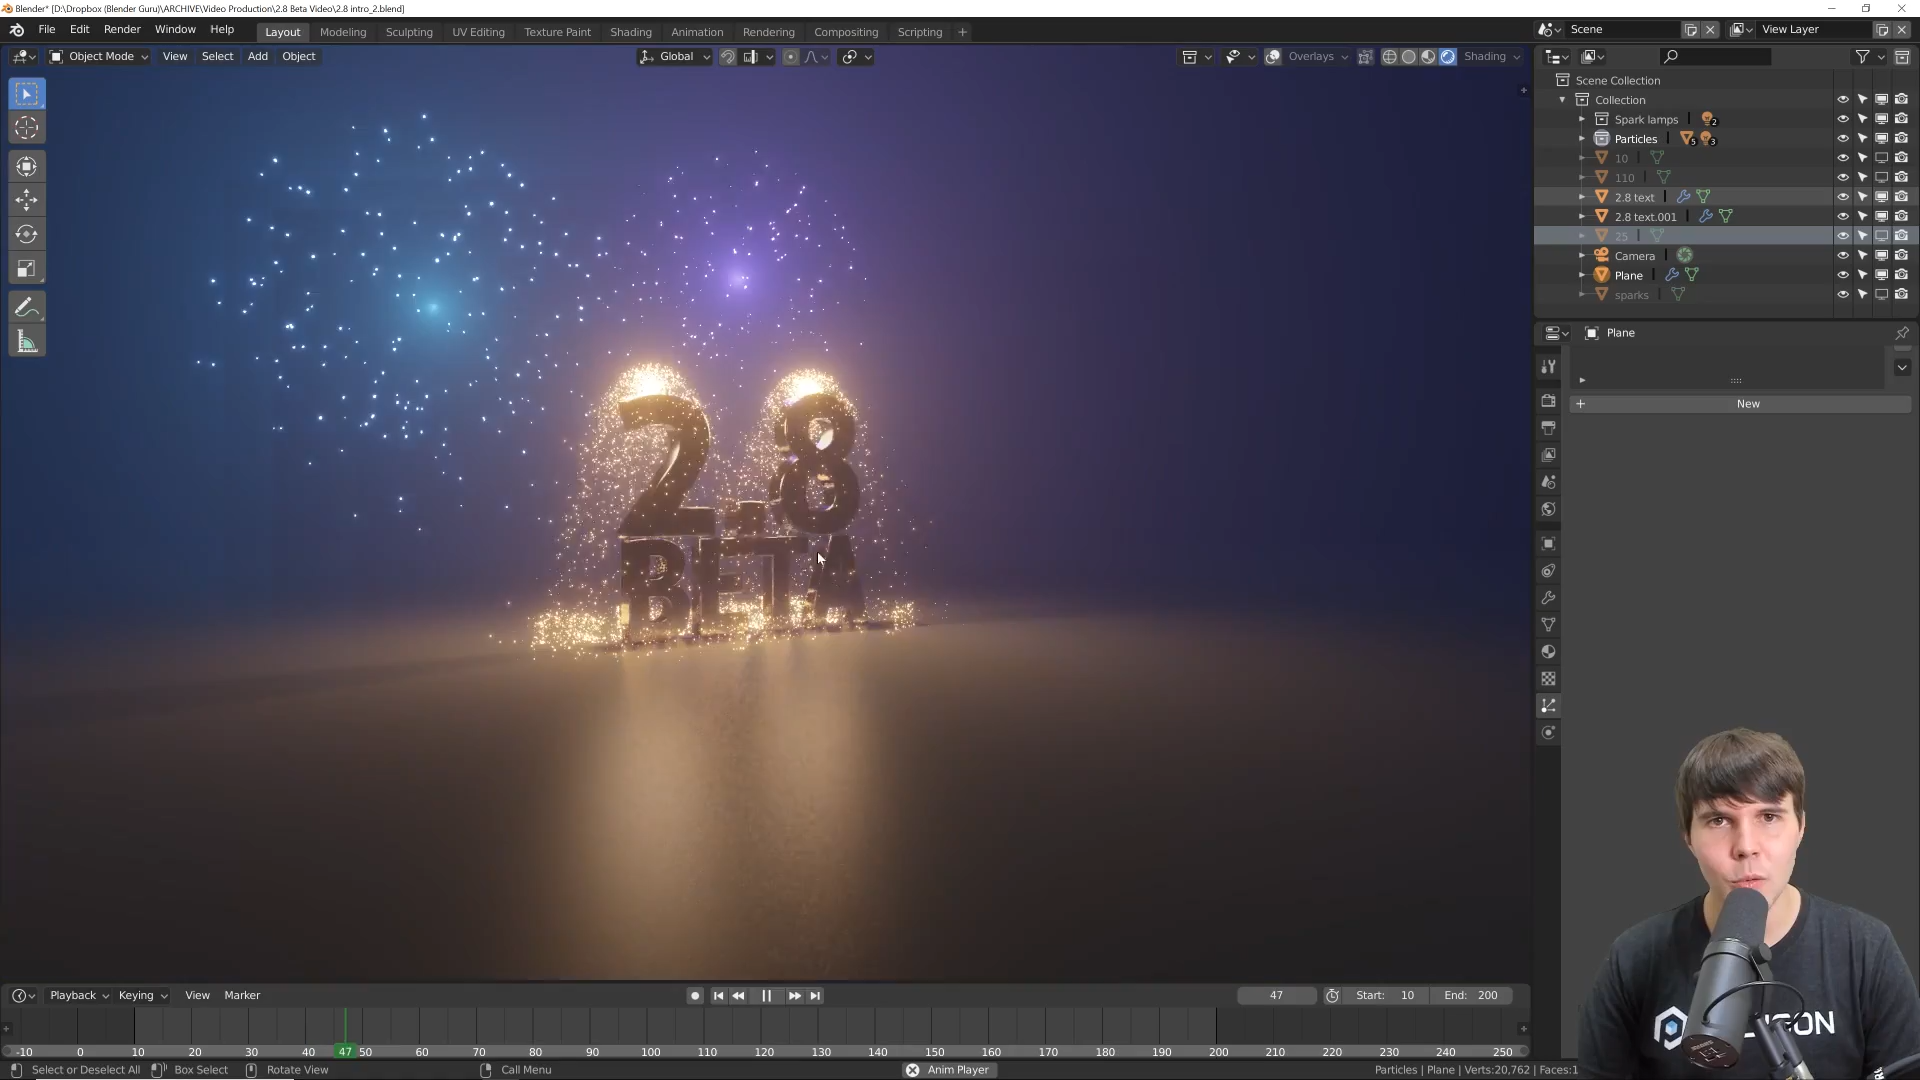 Blender* [D:\Dropbox (Blender Guru)\ARCHIVE\Video Production\2.8 Beta Video\2.8 intro_2.blend]
File Edit Render Window Help Layout Modeling Sculpting UV Editing Texture Paint Shading Animation Rendering Compositing Scripting + Scene View Layer
Object Mode View Select Add Object Global Overlays Shading
Scene Collection
Collection
Spark lamps 2
Particles 5 3
10
110
2.8 text
2.8 text.001
25
Camera
Plane
sparks
Plane
+ New
2.8
BETA
Playback Keying View Marker 47 Start: 10 End: 200
-10 0 10 20 30 40 47 50 60 70 80 90 100 110 120 130 140 150 160 170 180 190 200 210 220 230 240 250
Select or Deselect All Box Select Rotate View Call Menu Anim Player Particles | Plane | Verts:20,762 | Faces:1